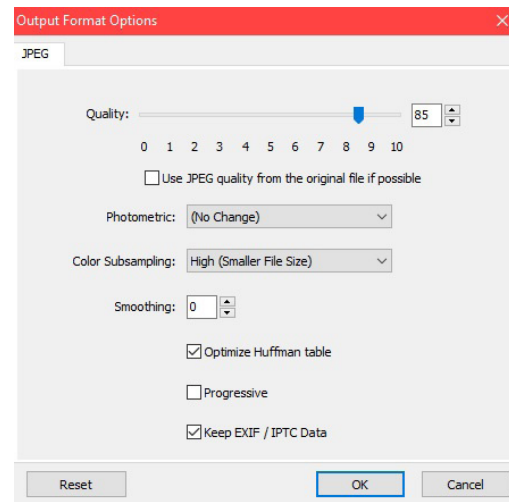 Output Format Options
JPEG
Quality: 85
0 1 2 3 4 5 6 7 8 9 10
Use JPEG quality from the original file if possible
Photometric: (No Change)
Color Subsampling: High (Smaller File Size)
Smoothing: 0
Optimize Huffman table
Progressive
Keep EXIF / IPTC Data
Reset OK Cancel